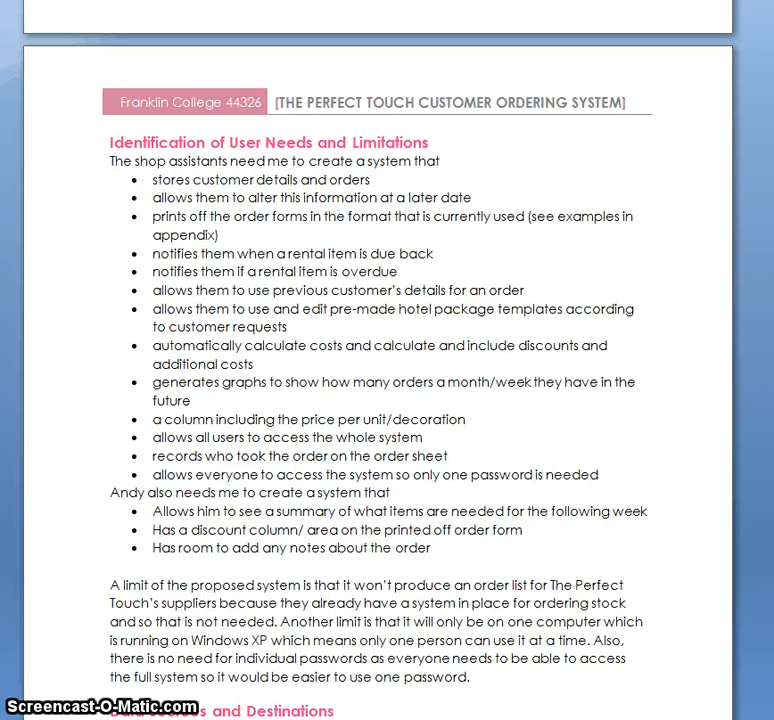 Franklin College 44326 [THE PERFECT TOUCH CUSTOMER ORDERING SYSTEM]
Identification of User Needs and Limitations
The shop assistants need me to create a system that
• stores customer details and orders
• allows them to alter this information at a later date
• prints off the order forms in the format that is currently used (see examples in
appendix)
• notifies them when a rental item is due back
• notifies them if a rental item is overdue
• allows them to use previous customer's details for an order
• allows them to use and edit pre-made hotel package templates according
to customer requests
• automatically calculate costs and calculate and include discounts and
additional costs
• generates graphs to show how many orders a month/week they have in the
future
• a column including the price per unit/decoration
• allows all users to access the whole system
• records who took the order on the order sheet
• allows everyone to access the system so only one password is needed
Andy also needs me to create a system that
• Allows him to see a summary of what items are needed for the following week
• Has a discount column/ area on the printed off order form
• Has room to add any notes about the order
A limit of the proposed system is that it won't produce an order list for The Perfect
Touch's suppliers because they already have a system in place for ordering stock
and so that is not needed. Another limit is that it will only be on one computer which
is running on Windows XP which means only one person can use it at a time. Also,
there is no need for individual passwords as everyone needs to be able to access
the full system so it would be easier to use one password.
Screencast-O-Matic.com
and Destinations